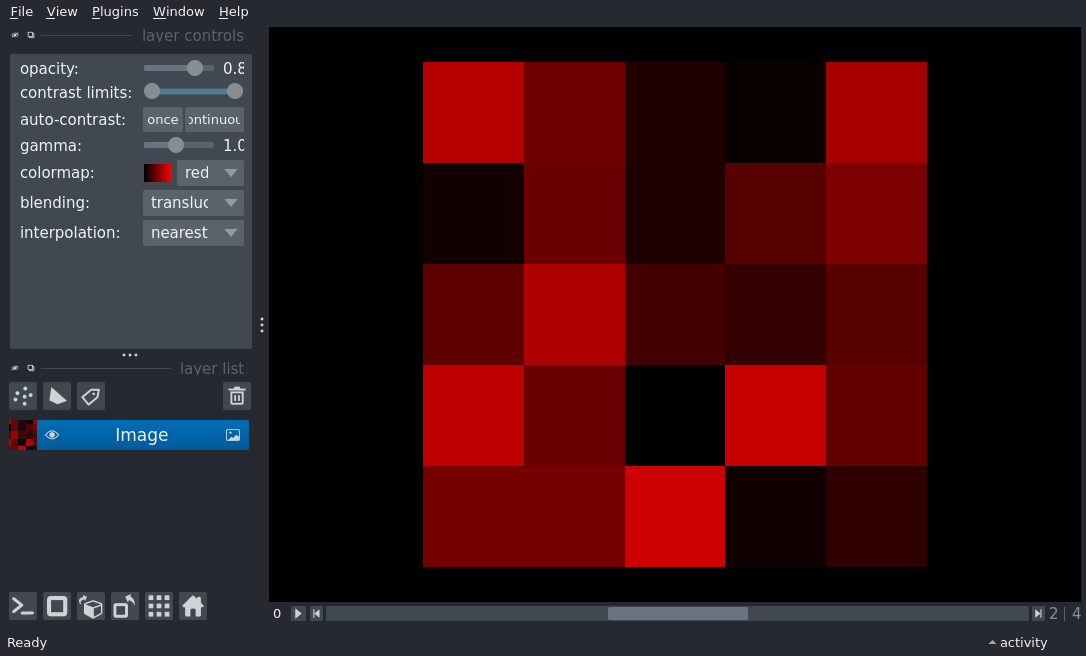 File View Plugins Window Help
layer controls
opacity: 0.8
contrast limits:
auto-contrast: once ontinuou
gamma: 1.0
colormap: red
blending: transluc
interpolation: nearest
layer list
Image
0 2 | 4
Ready activity